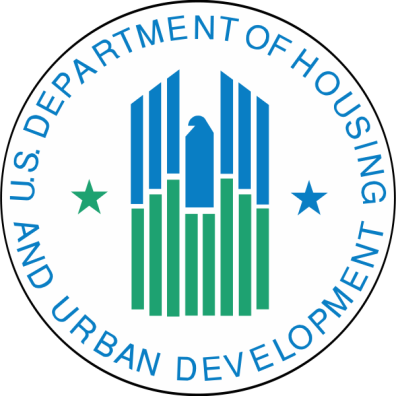 U.S. DEPARTMENT OF HOUSING
AND URBAN DEVELOPMENT